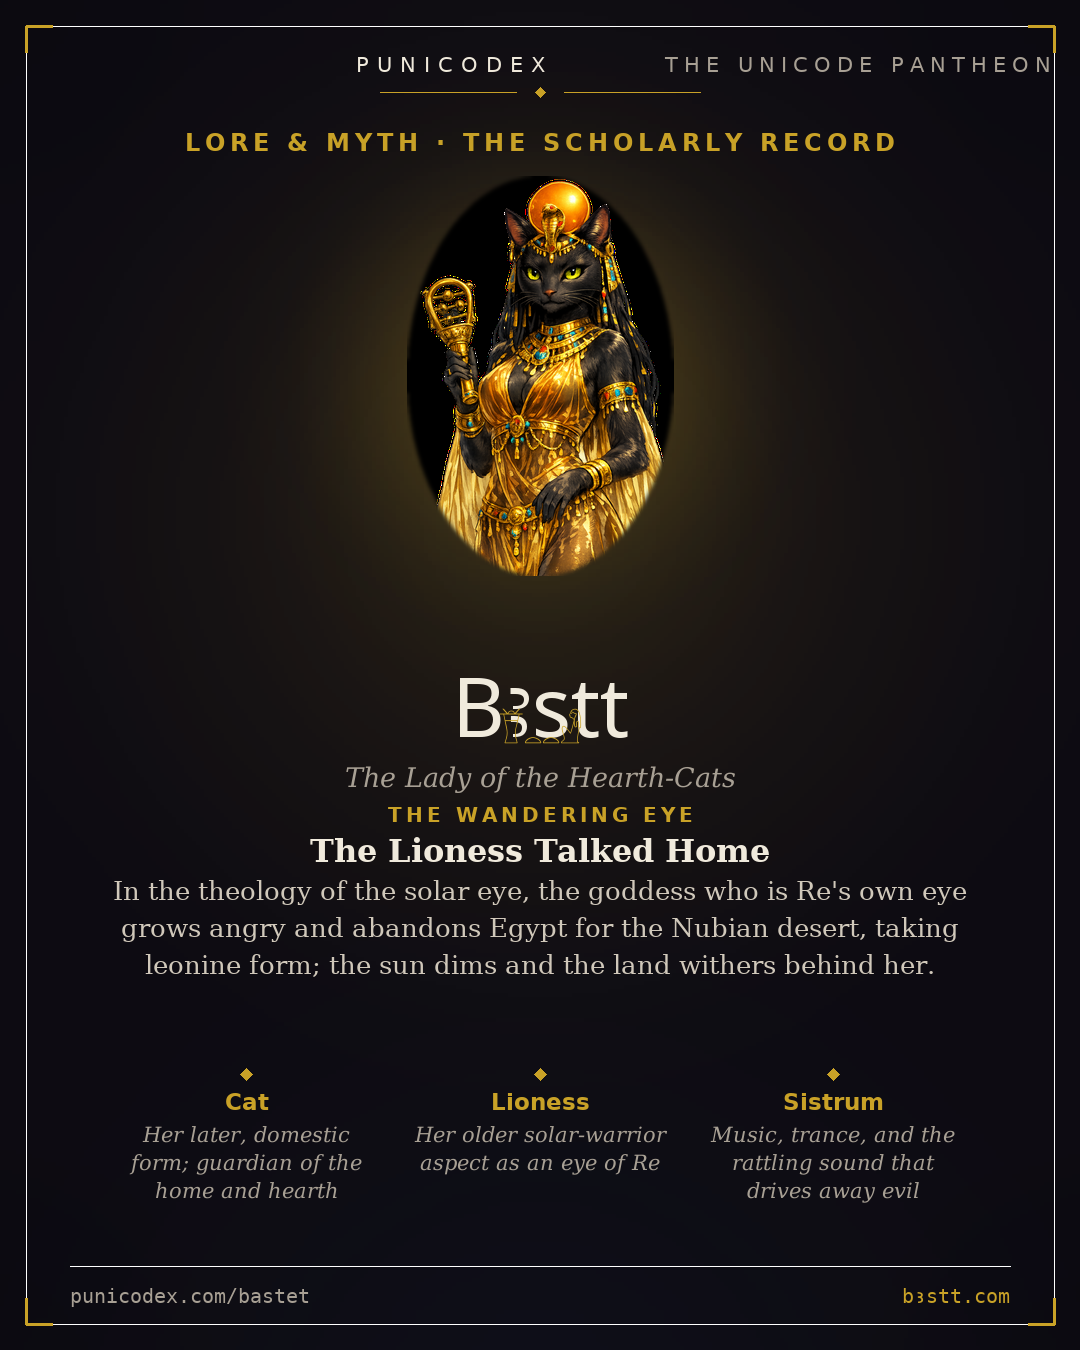 PUNICODEX
THE UNICODE PANTHEON
LORE & MYTH · THE SCHOLARLY RECORD
Bꜣstt
The Lady of the Hearth-Cats
THE WANDERING EYE
The Lioness Talked Home
In the theology of the solar eye, the goddess who is Re's own eye
grows angry and abandons Egypt for the Nubian desert, taking
leonine form; the sun dims and the land withers behind her.
Cat
Her later, domestic
form; guardian of the
home and hearth
Lioness
Her older solar-warrior
aspect as an eye of Re
Sistrum
Music, trance, and the
rattling sound that
drives away evil
punicodex.com/bastet
bꜣstt.com